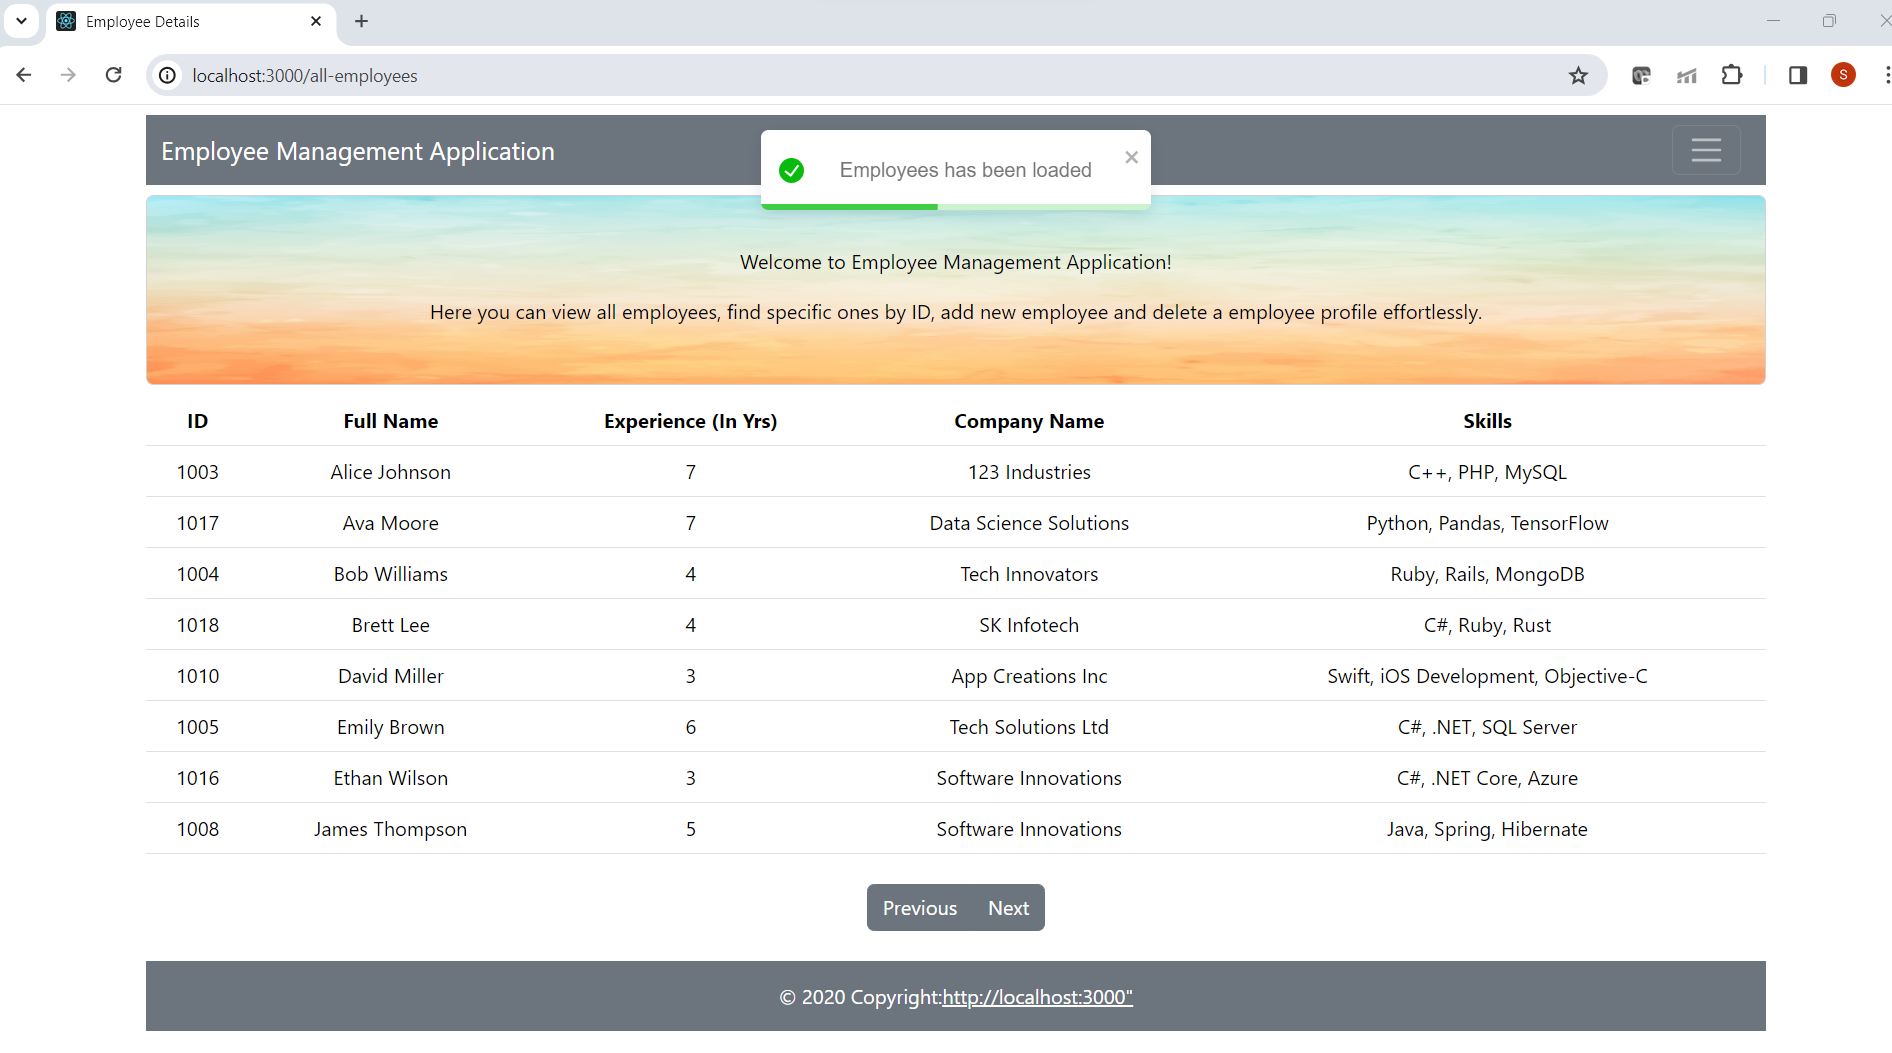 Employee Details
localhost:3000/all-employees
S
Employee Management Application
Employees has been loaded
Welcome to Employee Management Application!
Here you can view all employees, find specific ones by ID, add new employee and delete a employee profile effortlessly.
ID Full Name Experience (In Yrs) Company Name Skills
1003 Alice Johnson 7 123 Industries C++, PHP, MySQL
1017 Ava Moore 7 Data Science Solutions Python, Pandas, TensorFlow
1004 Bob Williams 4 Tech Innovators Ruby, Rails, MongoDB
1018 Brett Lee 4 SK Infotech C#, Ruby, Rust
1010 David Miller 3 App Creations Inc Swift, iOS Development, Objective-C
1005 Emily Brown 6 Tech Solutions Ltd C#, .NET, SQL Server
1016 Ethan Wilson 3 Software Innovations C#, .NET Core, Azure
1008 James Thompson 5 Software Innovations Java, Spring, Hibernate
Previous Next
© 2020 Copyright:http://localhost:3000"